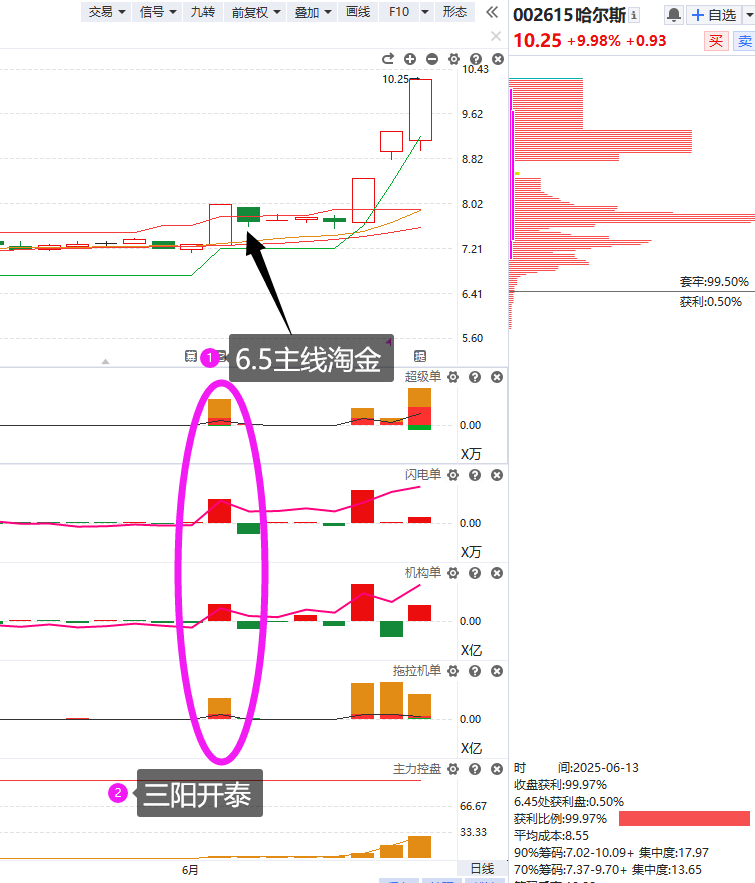 交易 信号 九转 前复权 叠加 画线 F10 形态
002615哈尔斯 自选
10.25 +9.98% +0.93 买 卖
10.43
10.25
9.62
8.82
8.02
7.21
6.41
5.60
套牢:99.50%
获利:0.50%
1 6.5主线淘金
超级单
0.00
X万
闪电单
0.00
X万
机构单
0.00
X亿
拖拉机单
0.00
X亿
主力控盘
2 三阳开泰
66.67
33.33
6月 日线
时 间:2025-06-13
收盘获利:99.97%
6.45处获利盘:0.50%
获利比例:99.97%
平均成本:8.55
90%筹码:7.02-10.09+ 集中度:17.97
70%筹码:7.37-9.70+ 集中度:13.65